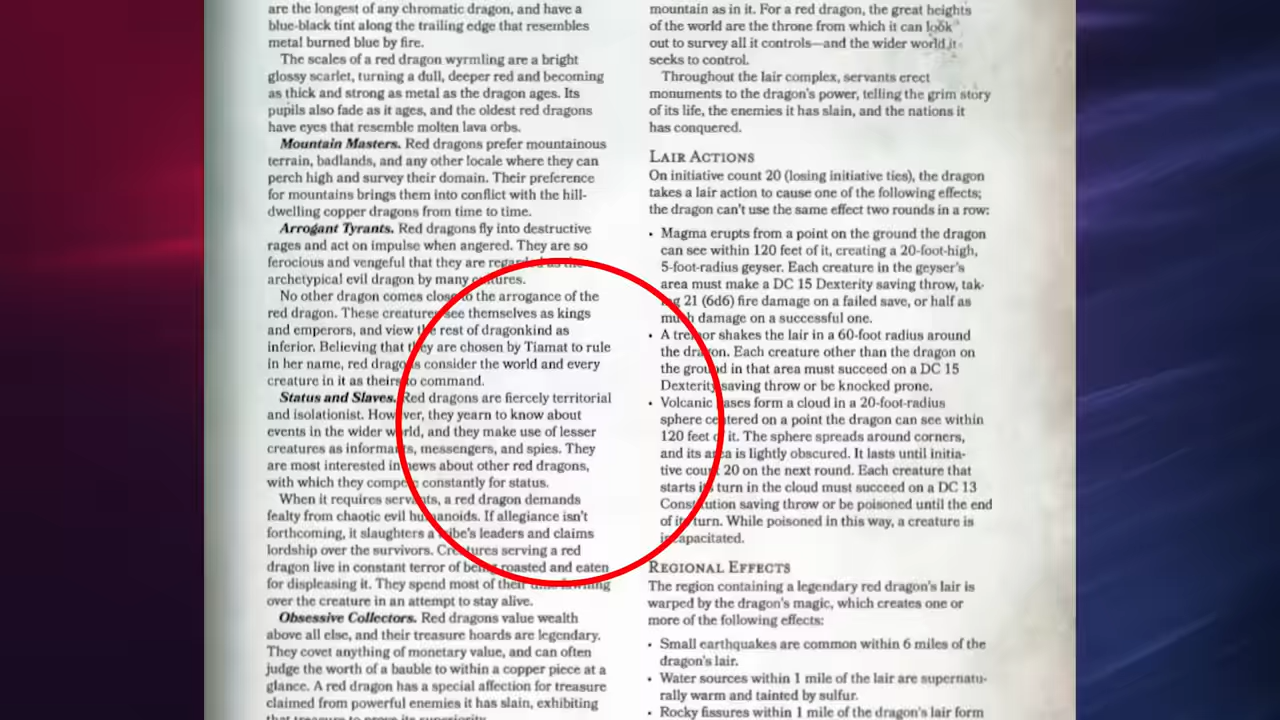 are the longest of any chromatic dragon, and have a
blue-black tint along the trailing edge that resembles
metal burned blue by fire.
The scales of a red dragon wyrmling are a bright
glossy scarlet, turning a dull, deeper red and becoming
as thick and strong as metal as the dragon ages. Its
pupils also fade as it ages, and the oldest red dragons
have eyes that resemble molten lava orbs.
Mountain Masters. Red dragons prefer mountainous
terrain, badlands, and any other locale where they can
perch high and survey their domain. Their preference
for mountains brings them into conflict with the hill-
dwelling copper dragons from time to time.
Arrogant Tyrants. Red dragons fly into destructive
rages and act on impulse when angered. They are so
ferocious and vengeful that they are regarded as the
archetypical evil dragon by many cultures.
No other dragon comes close to the arrogance of the
red dragon. These creatures see themselves as kings
and emperors, and view the rest of dragonkind as
inferior. Believing that they are chosen by Tiamat to rule
in her name, red dragons consider the world and every
creature in it as theirs to command.
Status and Slaves. Red dragons are fiercely territorial
and isolationist. However, they yearn to know about
events in the wider world, and they make use of lesser
creatures as informants, messengers, and spies. They
are most interested in news about other red dragons,
with which they compete constantly for status.
When it requires servants, a red dragon demands
fealty from chaotic evil humanoids. If allegiance isn't
forthcoming, it slaughters a tribe's leaders and claims
lordship over the survivors. Creatures serving a red
dragon live in constant terror of being roasted and eaten
for displeasing it. They spend most of their time fawning
over the creature in an attempt to stay alive.
Obsessive Collectors. Red dragons value wealth
above all else, and their treasure hoards are legendary.
They covet anything of monetary value, and can often
judge the worth of a bauble to within a copper piece at a
glance. A red dragon has a special affection for treasure
claimed from powerful enemies it has slain, exhibiting
that treasure to prove its superiority.
mountain as in it. For a red dragon, the great heights
of the world are the throne from which it can look
out to survey all it controls—and the wider world it
seeks to control.
Throughout the lair complex, servants erect
monuments to the dragon's power, telling the grim story
of its life, the enemies it has slain, and the nations it
has conquered.
LAIR ACTIONS
On initiative count 20 (losing initiative ties), the dragon
takes a lair action to cause one of the following effects;
the dragon can't use the same effect two rounds in a row:
• Magma erupts from a point on the ground the dragon
can see within 120 feet of it, creating a 20-foot-high,
5-foot-radius geyser. Each creature in the geyser's
area must make a DC 15 Dexterity saving throw, tak-
ing 21 (6d6) fire damage on a failed save, or half as
much damage on a successful one.
• A tremor shakes the lair in a 60-foot radius around
the dragon. Each creature other than the dragon on
the ground in that area must succeed on a DC 15
Dexterity saving throw or be knocked prone.
• Volcanic gases form a cloud in a 20-foot-radius
sphere centered on a point the dragon can see within
120 feet of it. The sphere spreads around corners,
and its area is lightly obscured. It lasts until initia-
tive count 20 on the next round. Each creature that
starts its turn in the cloud must succeed on a DC 13
Constitution saving throw or be poisoned until the end
of its turn. While poisoned in this way, a creature is
incapacitated.
REGIONAL EFFECTS
The region containing a legendary red dragon's lair is
warped by the dragon's magic, which creates one or
more of the following effects:
• Small earthquakes are common within 6 miles of the
dragon's lair.
• Water sources within 1 mile of the lair are supernatu-
rally warm and tainted by sulfur.
• Rocky fissures within 1 mile of the dragon's lair form